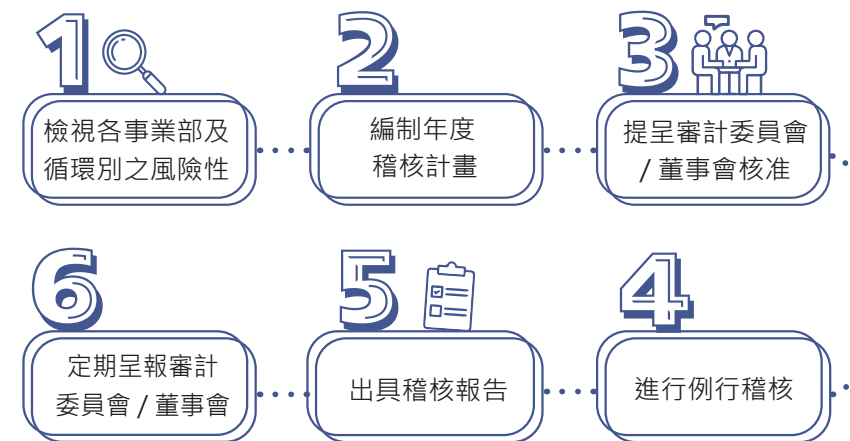 1
檢視各事業部及
循環別之風險性
2
編制年度
稽核計畫
3
提呈審計委員會
/ 董事會核准
4
進行例行稽核
5
出具稽核報告
6
定期呈報審計
委員會 / 董事會